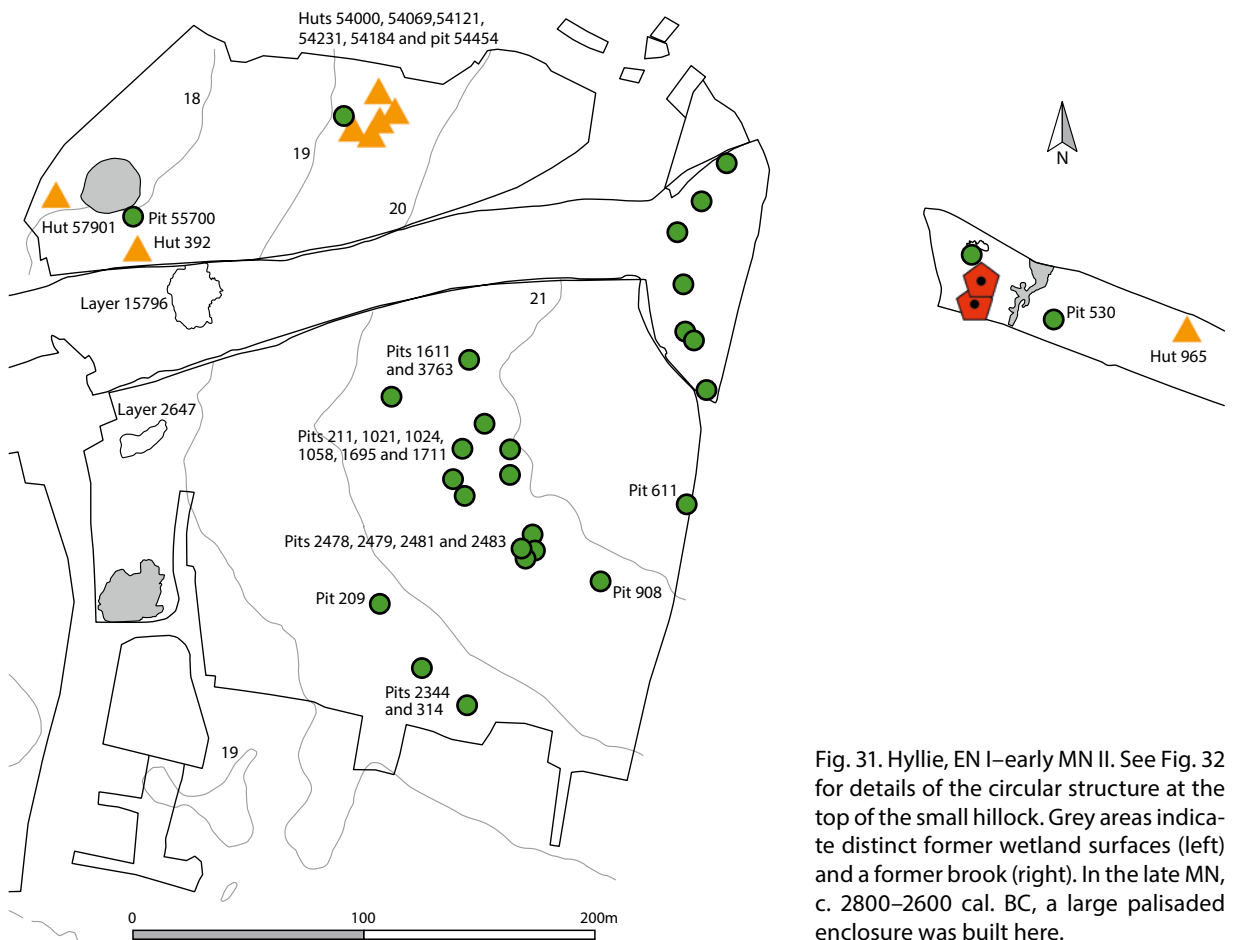 Huts 54000, 54069,54121,
54231, 54184 and pit 54454
18
19
20
Hut 57901
Pit 55700
Hut 392
Layer 15796
N
Pit 530
Hut 965
21
Pits 1611
and 3763
Layer 2647
Pits 211, 1021, 1024,
1058, 1695 and 1711
Pit 611
Pits 2478, 2479, 2481 and 2483
Pit 908
Pit 209
Pits 2344
and 314
19
0 100 200m
Fig. 31. Hyllie, EN I–early MN II. See Fig. 32
for details of the circular structure at the
top of the small hillock. Grey areas indica-
te distinct former wetland surfaces (left)
and a former brook (right). In the late MN,
c. 2800–2600 cal. BC, a large palisaded
enclosure was built here.